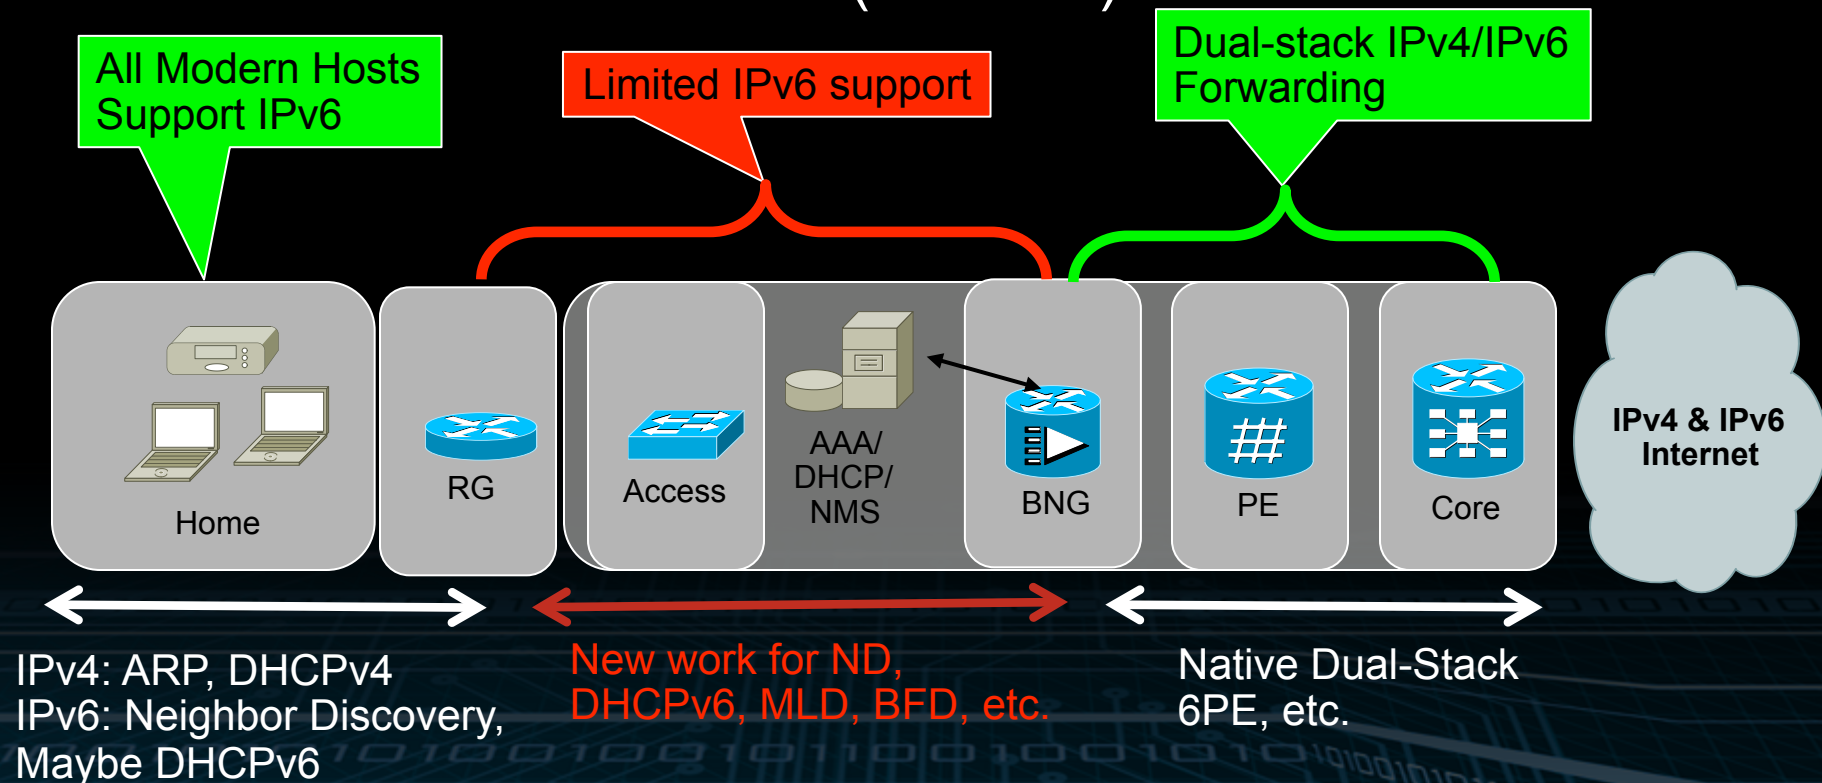 All Modern Hosts
Support IPv6
Limited IPv6 support
Dual-stack IPv4/IPv6
Forwarding
Home
RG
Access
AAA/
DHCP/
NMS
BNG
PE
Core
IPv4 & IPv6
Internet
IPv4: ARP, DHCPv4
IPv6: Neighbor Discovery,
Maybe DHCPv6
New work for ND,
DHCPv6, MLD, BFD, etc.
Native Dual-Stack
6PE, etc.